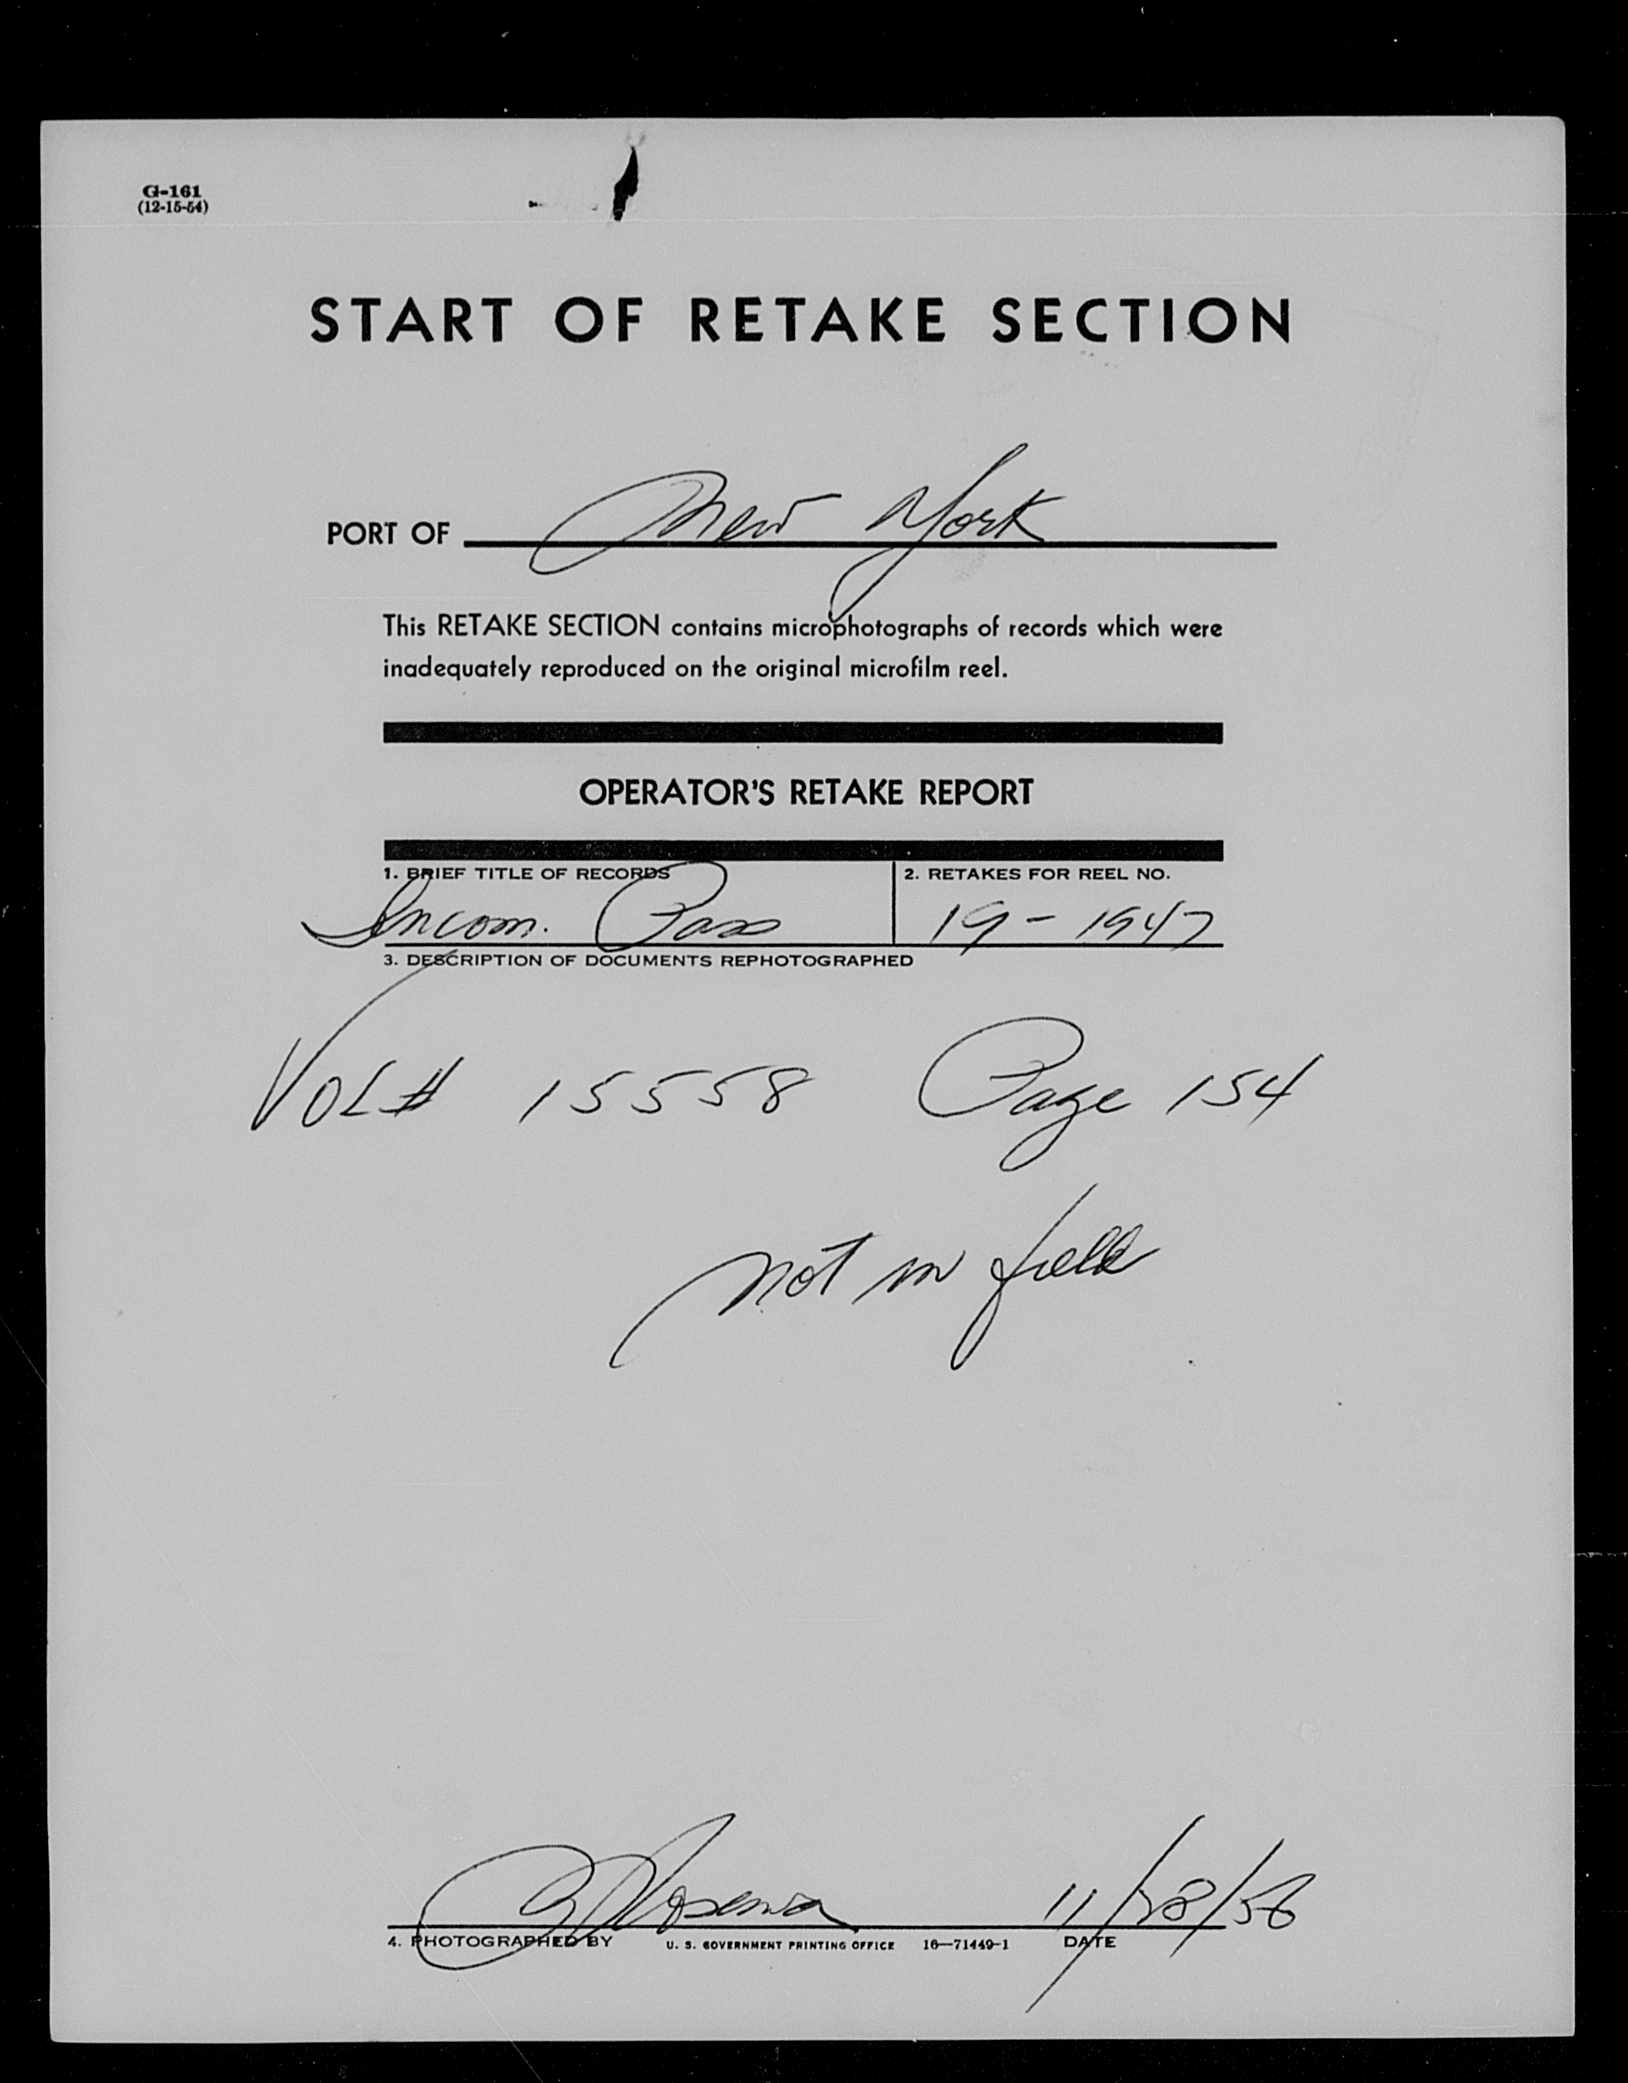 G-161
(12-15-54)
START OF RETAKE SECTION
PORT OF New York
This RETAKE SECTION contains microphotographs of records which were
inadequately reproduced on the original microfilm reel.
OPERATOR'S RETAKE REPORT
1. BRIEF TITLE OF RECORDS 2. RETAKES FOR REEL NO.
Incom. Pass 19-1947
3. DESCRIPTION OF DOCUMENTS REPHOTOGRAPHED
VOL# 15558 Page 154
not in field
11/28/56
4. PHOTOGRAPHED BY U. S. GOVERNMENT PRINTING OFFICE 16—71449-1 DATE